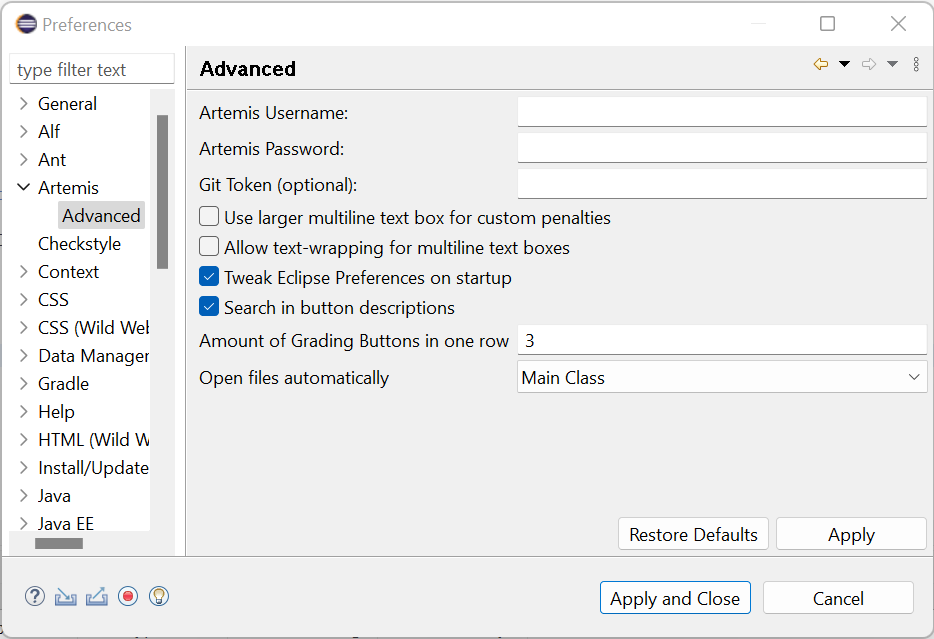 Preferences
type filter text
General
Alf
Ant
Artemis
Advanced
Checkstyle
Context
CSS
CSS (Wild Wel
Data Manager
Gradle
Help
HTML (Wild W
Install/Update
Java
Java EE
Advanced
Artemis Username:
Artemis Password:
Git Token (optional):
Use larger multiline text box for custom penalties
Allow text-wrapping for multiline text boxes
Tweak Eclipse Preferences on startup
Search in button descriptions
Amount of Grading Buttons in one row 3
Open files automatically Main Class
Restore Defaults Apply
? Apply and Close Cancel